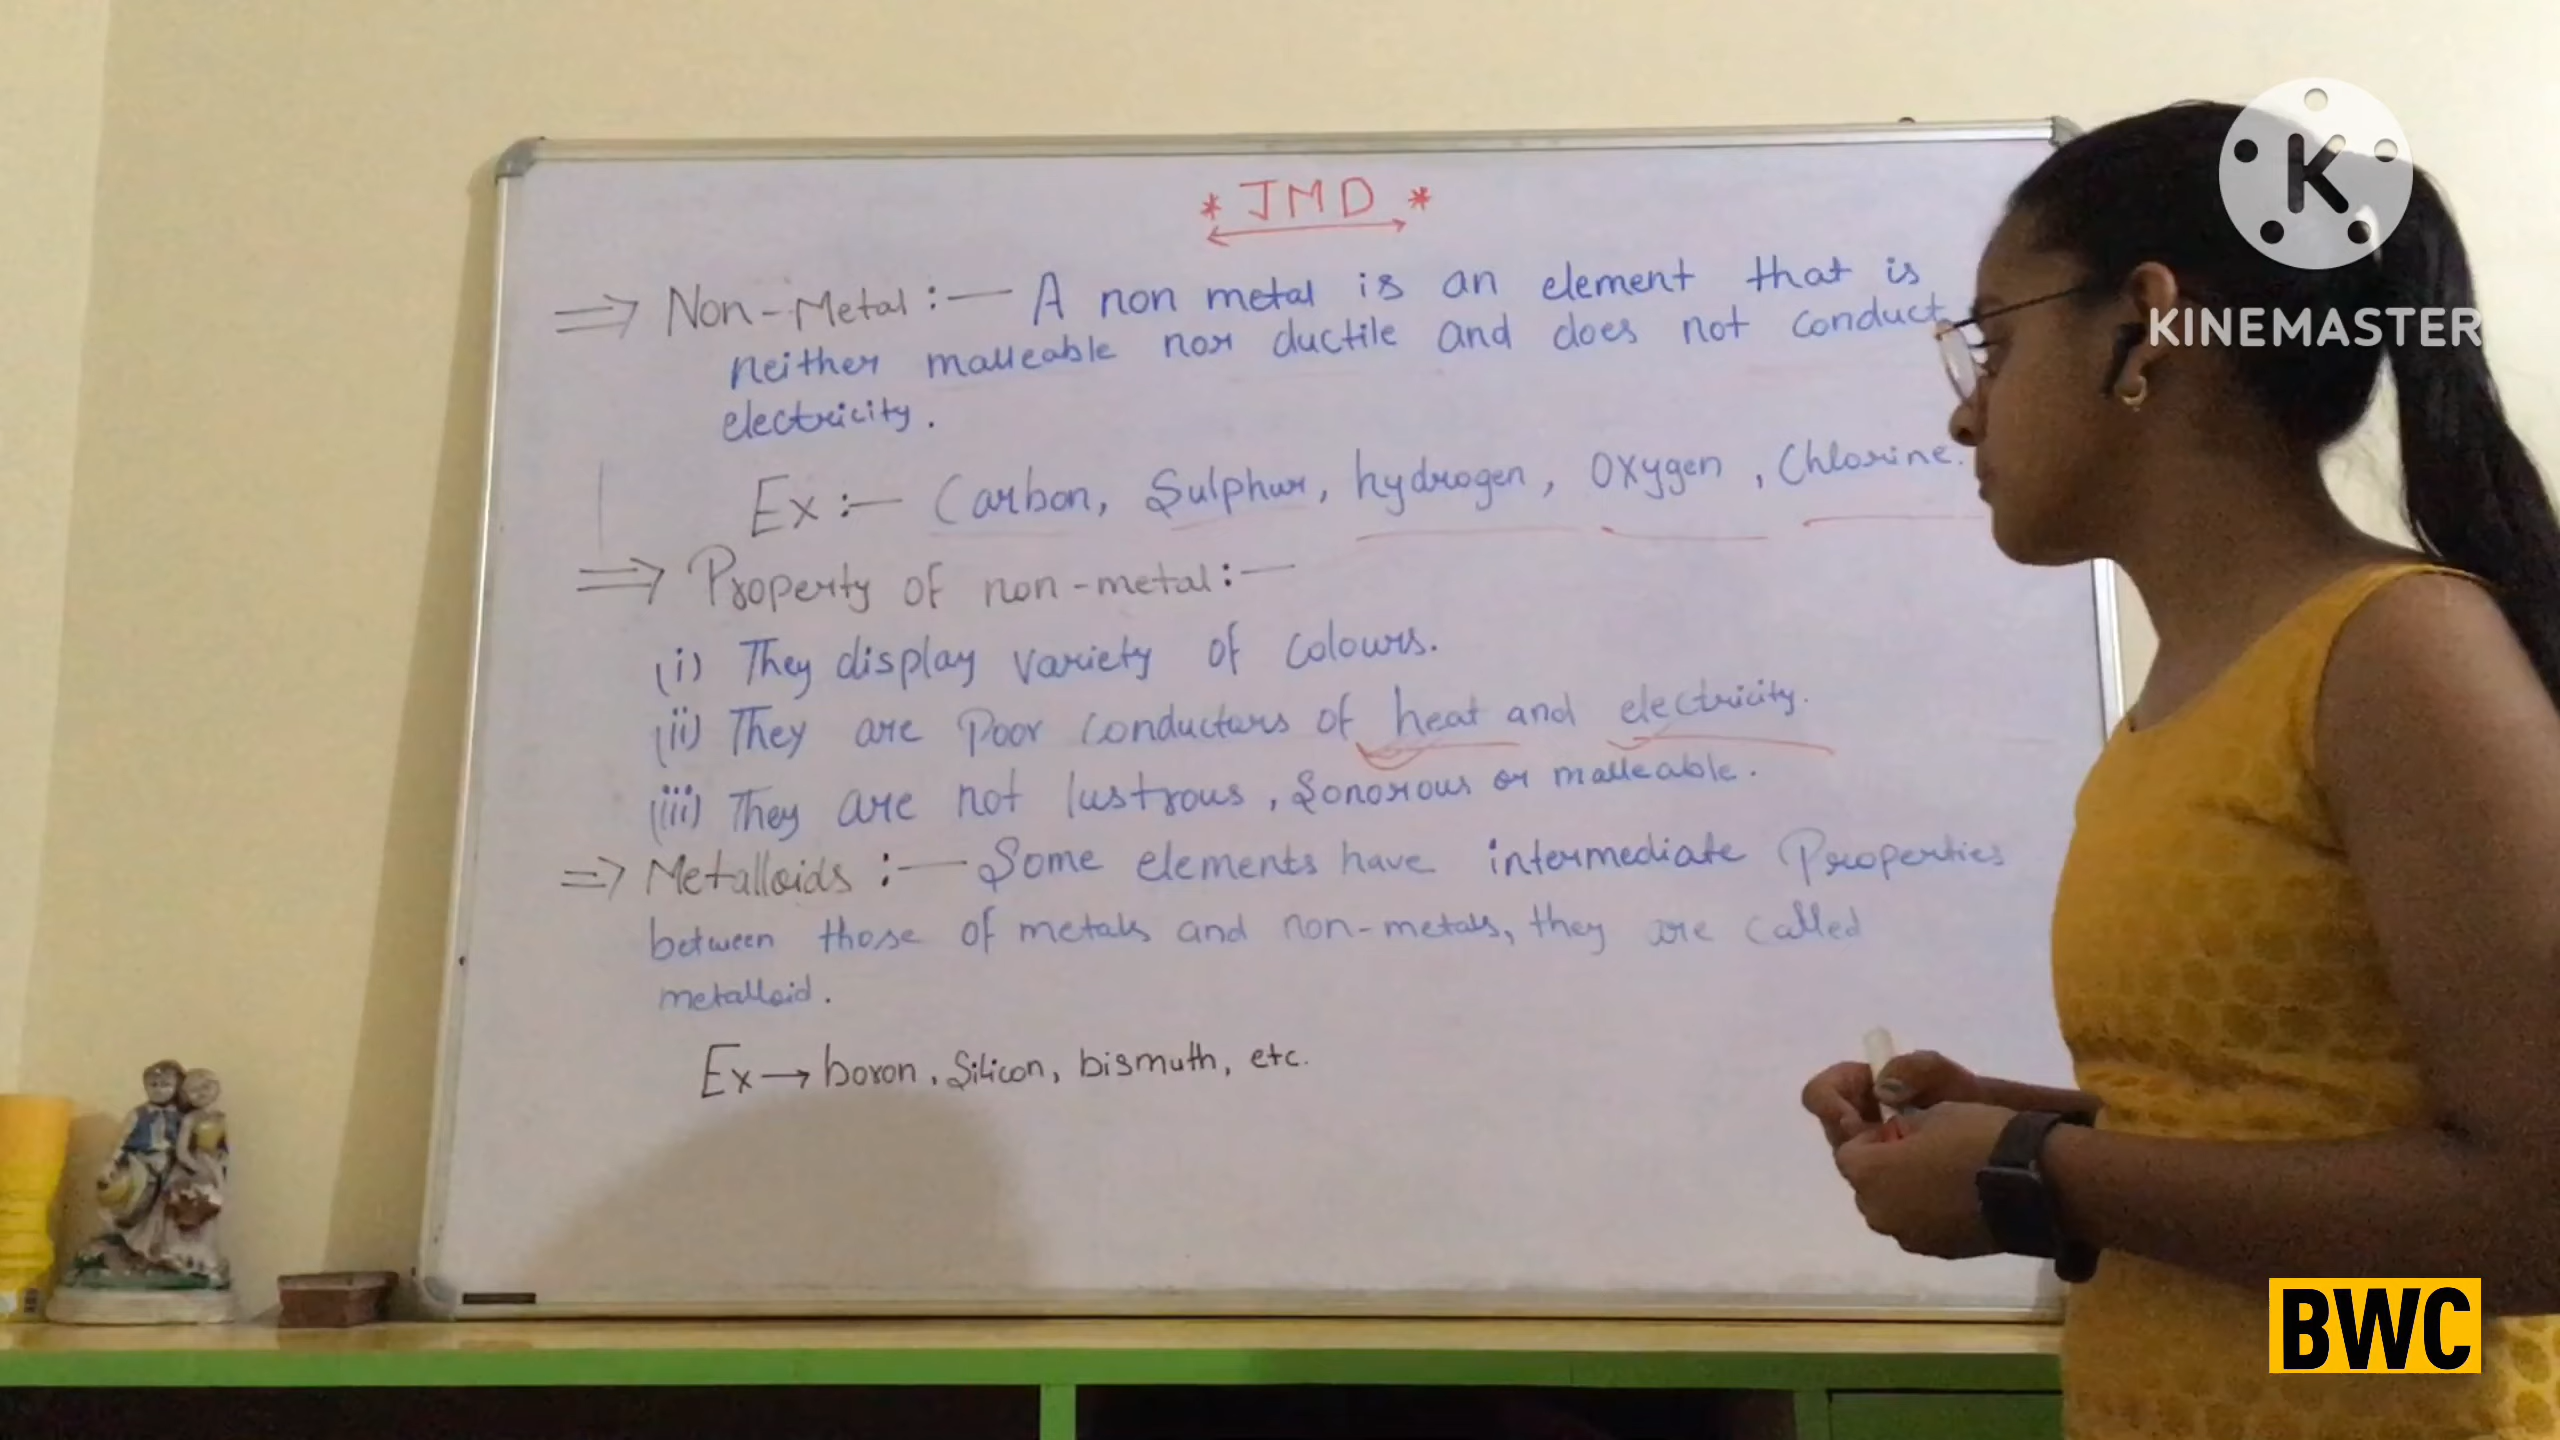 * JMD *
⇒ Non-Metal :— A non metal is an element that is
neither malleable nor ductile and does not conduct
electricity.
Ex :— Carbon, Sulphur, hydrogen, Oxygen, Chlorine.
⇒ Property of non-metal :—
(i) They display variety of colours.
(ii) They are Poor conductors of heat and electricity.
(iii) They are not lustrous, Sonorous or malleable.
⇒ Metalloids :— Some elements have intermediate Properties
between those of metals and non-metals, they are called
metalloid.
Ex → boron, Silicon, bismuth, etc.
K
KINEMASTER
BWC